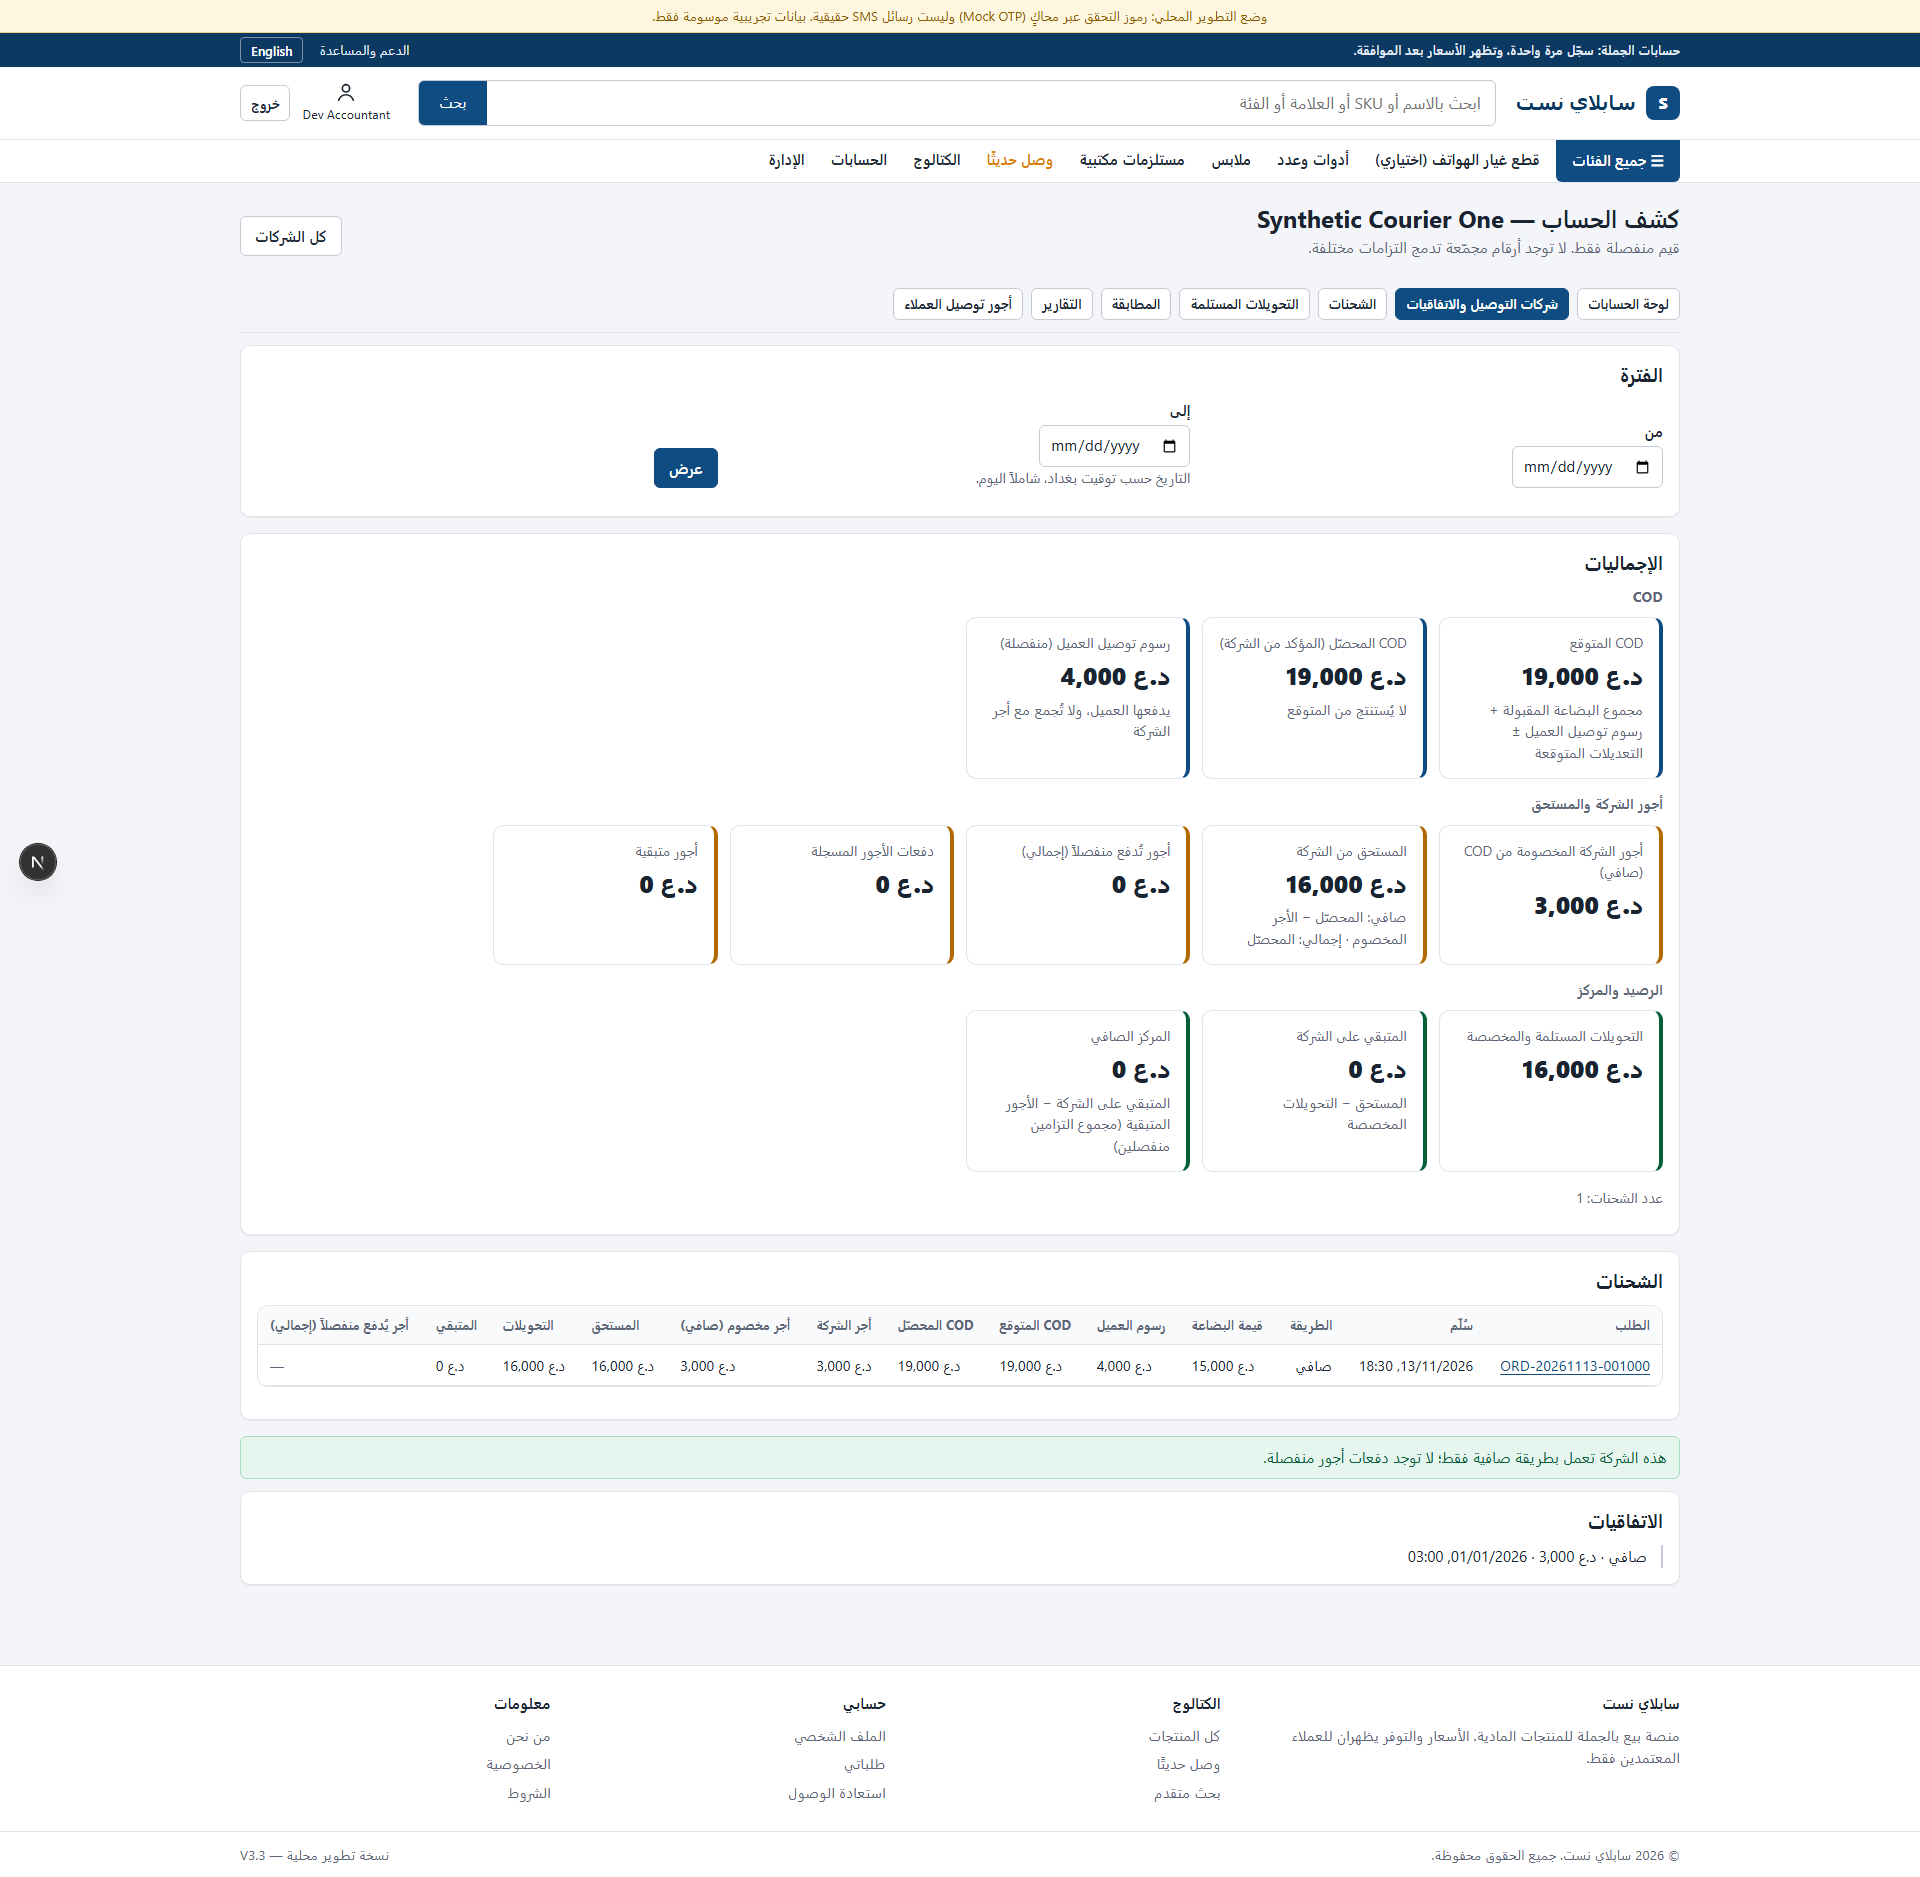 وضع التطوير المحلي: رموز التحقق عبر محاكٍ (Mock OTP) وليست رسائل SMS حقيقية. بيانات تجريبية موسومة فقط.
حسابات الجملة: سجّل مرة واحدة، وتظهر الأسعار بعد الموافقة.
الدعم والمساعدة
English
S
سابلاي نست
ابحث بالاسم أو SKU أو العلامة أو الفئة
بحث
Dev Accountant
خروج
☰ جميع الفئات
قطع غيار الهواتف (اختياري)
أدوات وعدد
ملابس
مستلزمات مكتبية
وصل حديثًا
الكتالوج
الحسابات
الإدارة
كشف الحساب — Synthetic Courier One
قيم منفصلة فقط. لا توجد أرقام مجمّعة تدمج التزامات مختلفة.
كل الشركات
لوحة الحسابات
شركات التوصيل والاتفاقيات
الشحنات
التحويلات المستلمة
المطابقة
التقارير
أجور توصيل العملاء
الفترة
من
mm/dd/yyyy
إلى
mm/dd/yyyy
التاريخ حسب توقيت بغداد، شاملاً اليوم.
عرض
الإجماليات
COD
COD المتوقع
د.ع 19,000
مجموع البضاعة المقبولة +
رسوم توصيل العميل ±
التعديلات المتوقعة
COD المحصّل (المؤكد من الشركة)
د.ع 19,000
لا يُستنتج من المتوقع
رسوم توصيل العميل (منفصلة)
د.ع 4,000
يدفعها العميل، ولا تُجمع مع أجر
الشركة
أجور الشركة والمستحق
أجور الشركة المخصومة من COD
(صافي)
د.ع 3,000
المستحق من الشركة
د.ع 16,000
صافي: المحصّل − الأجر
المخصوم · إجمالي: المحصّل
أجور تُدفع منفصلاً (إجمالي)
د.ع 0
دفعات الأجور المسجلة
د.ع 0
أجور متبقية
د.ع 0
الرصيد والمركز
التحويلات المستلمة والمخصصة
د.ع 16,000
المتبقي على الشركة
د.ع 0
المستحق − التحويلات
المخصصة
المركز الصافي
د.ع 0
المتبقي على الشركة − الأجور
المتبقية (مجموع التزامين
منفصلين)
عدد الشحنات: 1
الشحنات
الطلب سُلّم الطريقة قيمة البضاعة رسوم العميل COD المتوقع COD المحصّل أجر الشركة أجر مخصوم (صافي) المستحق التحويلات المتبقي أجر يُدفع منفصلاً (إجمالي)
ORD-20261113-001000 13/11/2026, 18:30 صافي د.ع 15,000 د.ع 4,000 د.ع 19,000 د.ع 19,000 د.ع 3,000 د.ع 3,000 د.ع 16,000 د.ع 16,000 د.ع 0 —
هذه الشركة تعمل بطريقة صافية فقط؛ لا توجد دفعات أجور منفصلة.
الاتفاقيات
صافي · د.ع 3,000 · 01/01/2026, 03:00
N
سابلاي نست
منصة بيع بالجملة للمنتجات المادية. الأسعار والتوفر يظهران للعملاء
المعتمدين فقط.
الكتالوج
كل المنتجات
وصل حديثًا
بحث متقدم
حسابي
الملف الشخصي
طلباتي
استعادة الوصول
معلومات
من نحن
الخصوصية
الشروط
© 2026 سابلاي نست. جميع الحقوق محفوظة.
نسخة تطوير محلية — V3.3